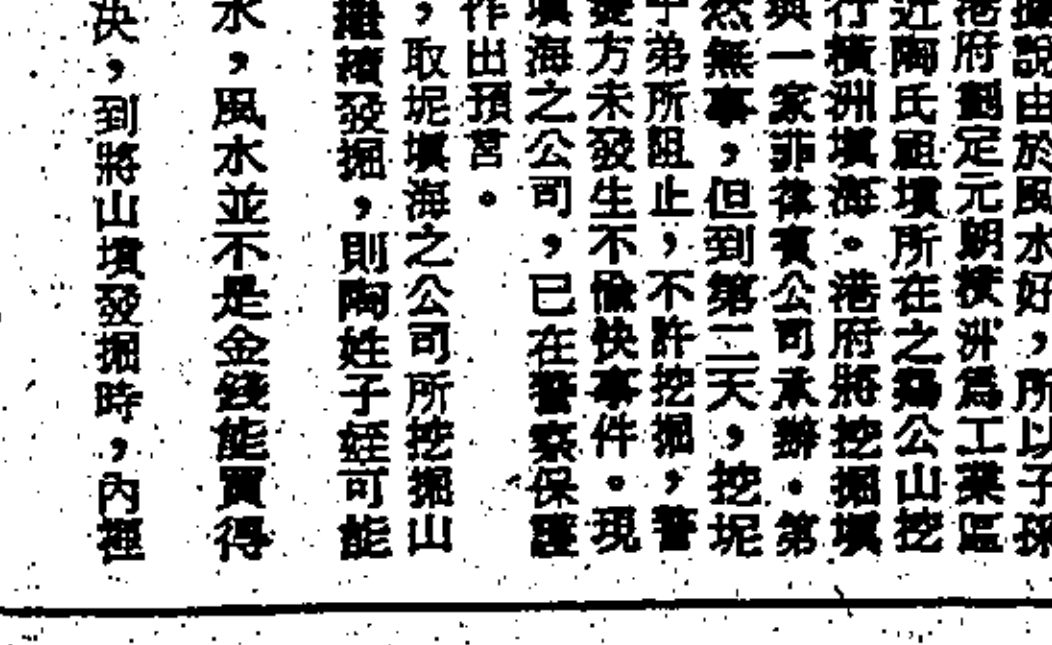 據說由於風水好，所以子孫
港府劃定元朗橫洲爲工業區
近陶氏祖墳所在之公山挖
行橫洲填海。港府將挖掘填
與一家菲律賓公司承辦。第
然無事，但到第二天，挖坭
中弟所阻止，不許挖掘，警
方未發生不愉快事件。現
填海之公司，已在警察保護
作出預言。
，取坭填海之公司所挖掘山
繼續發掘，則陶姓子姪可能
水，風水並不是金錢能買得
決，到將山墳發掘時，內裡